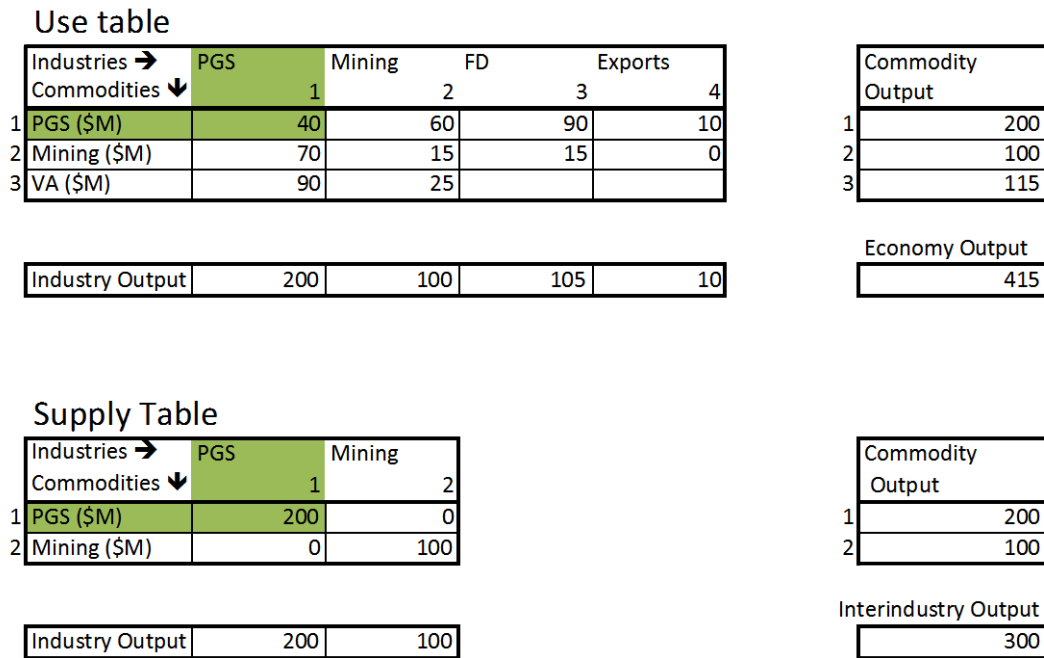 Use table
Industries 🡲 PGS Mining FD Exports Commodity
Commodities 🡳 1 2 3 4 Output
1 PGS ($M) 40 60 90 10 1 200
2 Mining ($M) 70 15 15 0 2 100
3 VA ($M) 90 25 3 115
Economy Output
Industry Output 200 100 105 10 415
Supply Table
Industries 🡲 PGS Mining Commodity
Commodities 🡳 1 2 Output
1 PGS ($M) 200 0 1 200
2 Mining ($M) 0 100 2 100
Interindustry Output
Industry Output 200 100 300